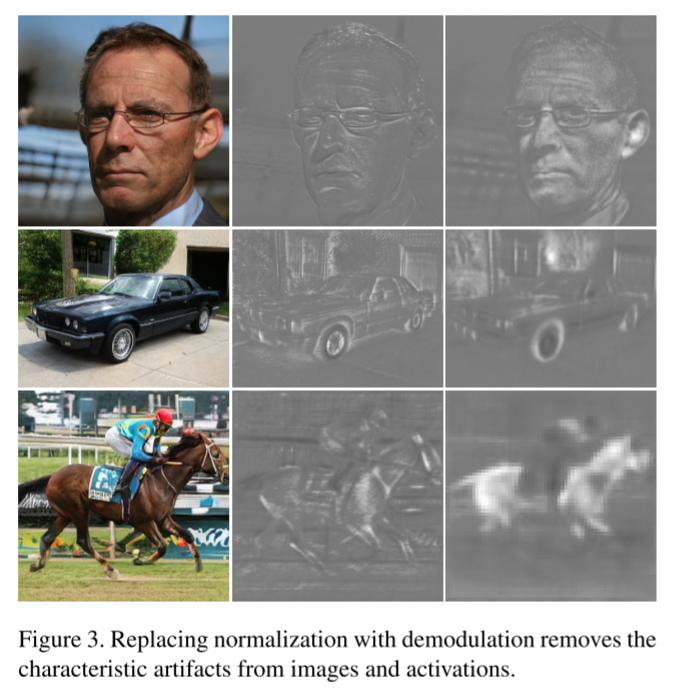 Figure 3. Replacing normalization with demodulation removes the
characteristic artifacts from images and activations.